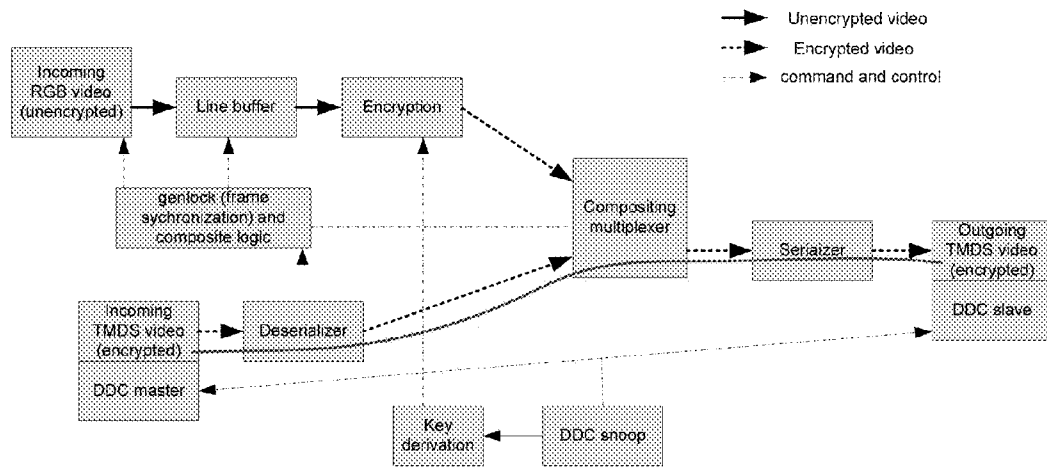 Unencrypted video
Encrypted video
command and control
Incoming
RGB video
(unencrypted)
Line buffer
Encryption
genlock (frame
sychronization) and
composite logic
Compositing
multiplexer
Seriaizer
Outgoing
TMDS video
(encrypted)
DDC slave
Incoming
TMDS video
(encrypted)
Deserializer
DDC master
Key
derivation
DDC snoop